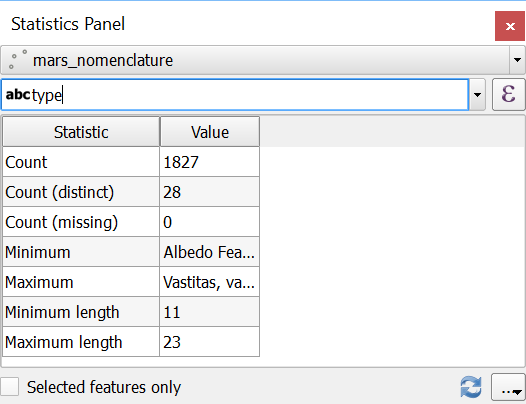 Statistics Panel
mars_nomenclature
abc type
ε
Statistic Value
Count 1827
Count (distinct) 28
Count (missing) 0
Minimum Albedo Fea...
Maximum Vastitas, va...
Minimum length 11
Maximum length 23
Selected features only ...